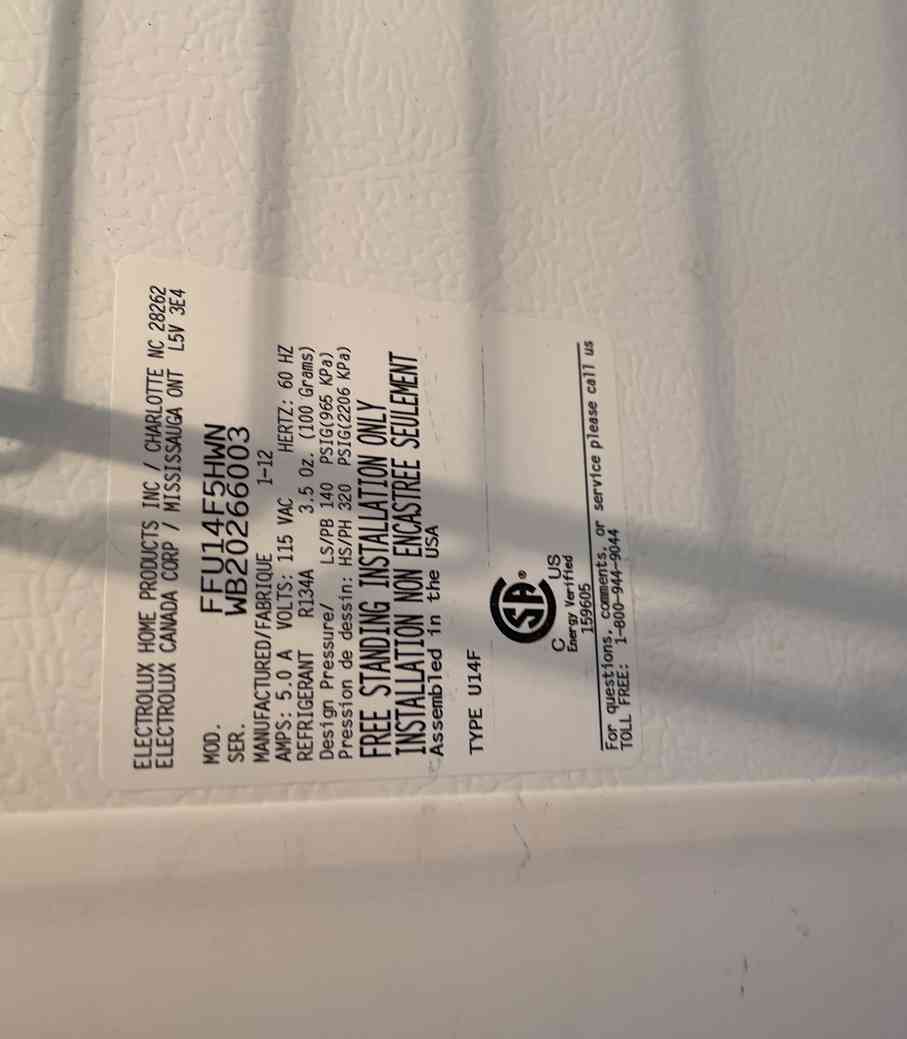 ELECTROLUX HOME PRODUCTS INC / CHARLOTTE NC 28262
ELECTROLUX CANADA CORP / MISSISSAUGA ONT L5V 3E4
MOD. FFU14F5HWN
SER. WB20266003
MANUFACTURED/FABRIQUE 1-12
AMPS: 5.0 A VOLTS: 115 VAC HERTZ: 60 HZ
REFRIGERANT R134A 3.5 Oz. (100 Grams)
Design Pressure/ LS/PB 140 PSIG(965 KPa)
Pression de dessin: HS/PH 320 PSIG(2206 KPa)
FREE STANDING INSTALLATION ONLY
INSTALLATION NON ENCASTREE SEULEMENT
Assembled in the USA
TYPE U14F
SA®
C US
Energy Verified
159605
For questions, comments, or service please call us
TOLL FREE: 1-800-944-9044